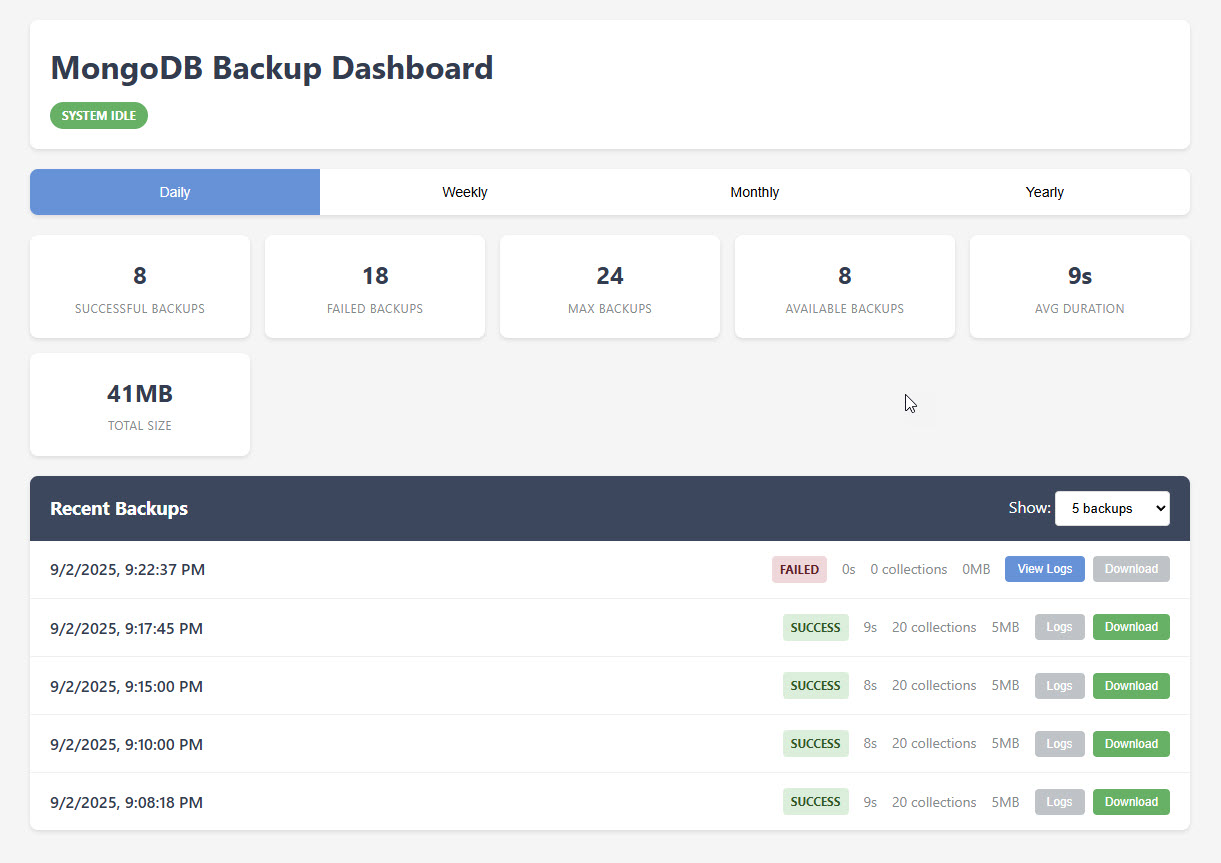 MongoDB Backup Dashboard
SYSTEM IDLE
Daily Weekly Monthly Yearly
8 18 24 8 9s
SUCCESSFUL BACKUPS FAILED BACKUPS MAX BACKUPS AVAILABLE BACKUPS AVG DURATION
41MB
TOTAL SIZE
Recent Backups Show: 5 backups
9/2/2025, 9:22:37 PM FAILED 0s 0 collections 0MB View Logs Download
9/2/2025, 9:17:45 PM SUCCESS 9s 20 collections 5MB Logs Download
9/2/2025, 9:15:00 PM SUCCESS 8s 20 collections 5MB Logs Download
9/2/2025, 9:10:00 PM SUCCESS 8s 20 collections 5MB Logs Download
9/2/2025, 9:08:18 PM SUCCESS 9s 20 collections 5MB Logs Download